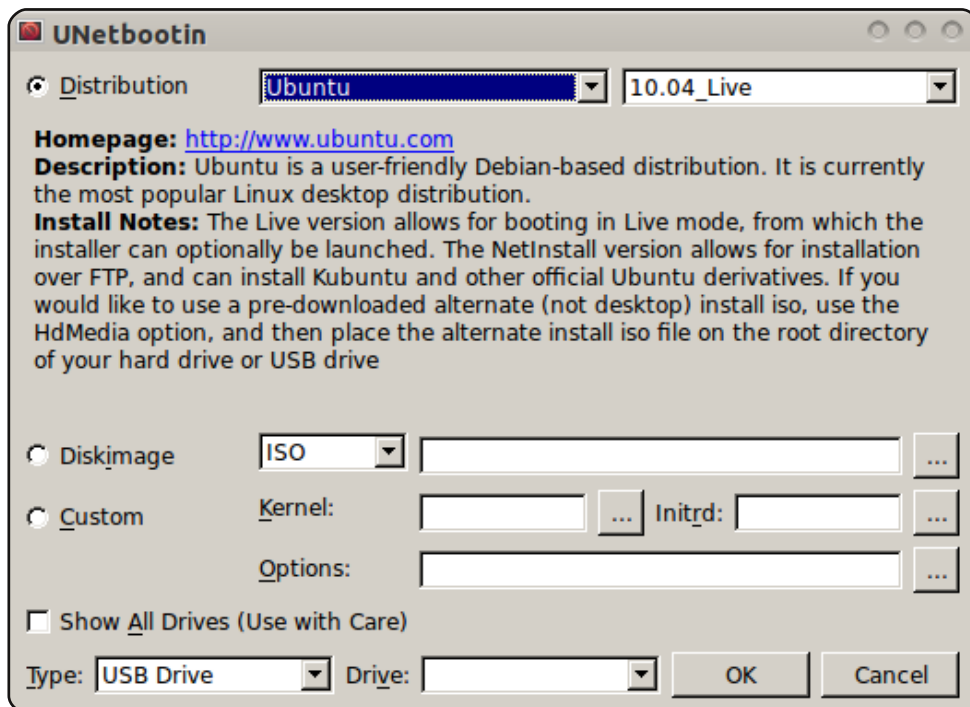 UNetbootin
Distribution Ubuntu 10.04_Live
Homepage: http://www.ubuntu.com
Description: Ubuntu is a user-friendly Debian-based distribution. It is currently
the most popular Linux desktop distribution.
Install Notes: The Live version allows for booting in Live mode, from which the
installer can optionally be launched. The NetInstall version allows for installation
over FTP, and can install Kubuntu and other official Ubuntu derivatives. If you
would like to use a pre-downloaded alternate (not desktop) install iso, use the
HdMedia option, and then place the alternate install iso file on the root directory
of your hard drive or USB drive
Diskimage ISO ...
Custom Kernel: ... Initrd: ...
Options: ...
Show All Drives (Use with Care)
Type: USB Drive Drive: OK Cancel